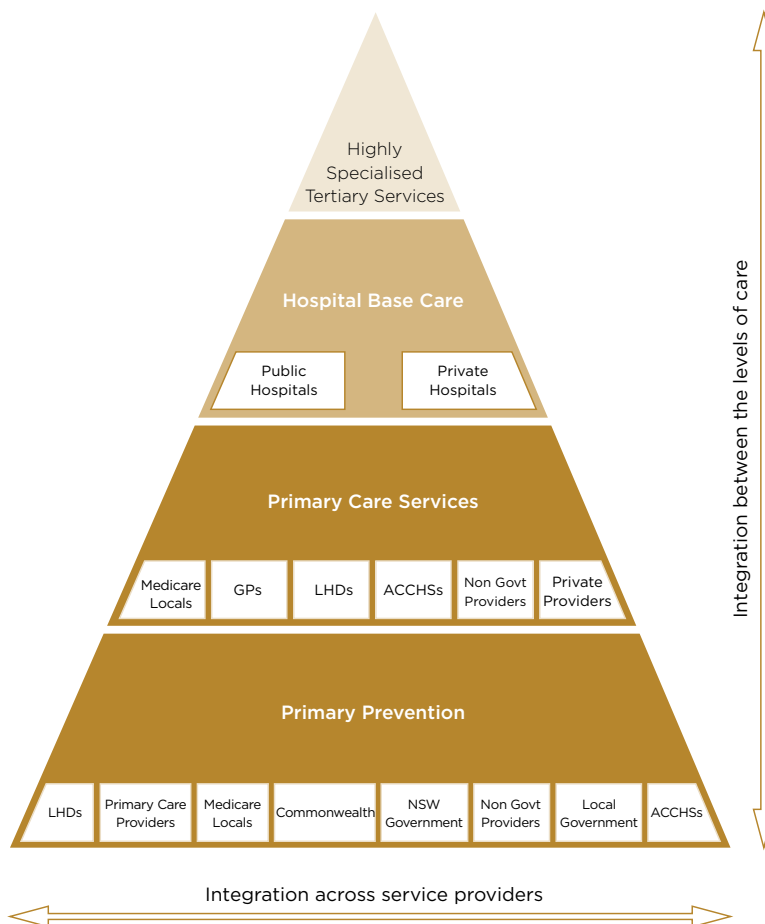 Highly
Specialised
Tertiary Services
Hospital Base Care
Public
Hospitals
Private
Hospitals
Primary Care Services
Medicare
Locals
GPs
LHDs
ACCHSs
Non Govt
Providers
Private
Providers
Primary Prevention
LHDs
Primary Care
Providers
Medicare
Locals
Commonwealth
NSW
Government
Non Govt
Providers
Local
Government
ACCHSs
Integration across service providers
Integration between the levels of care